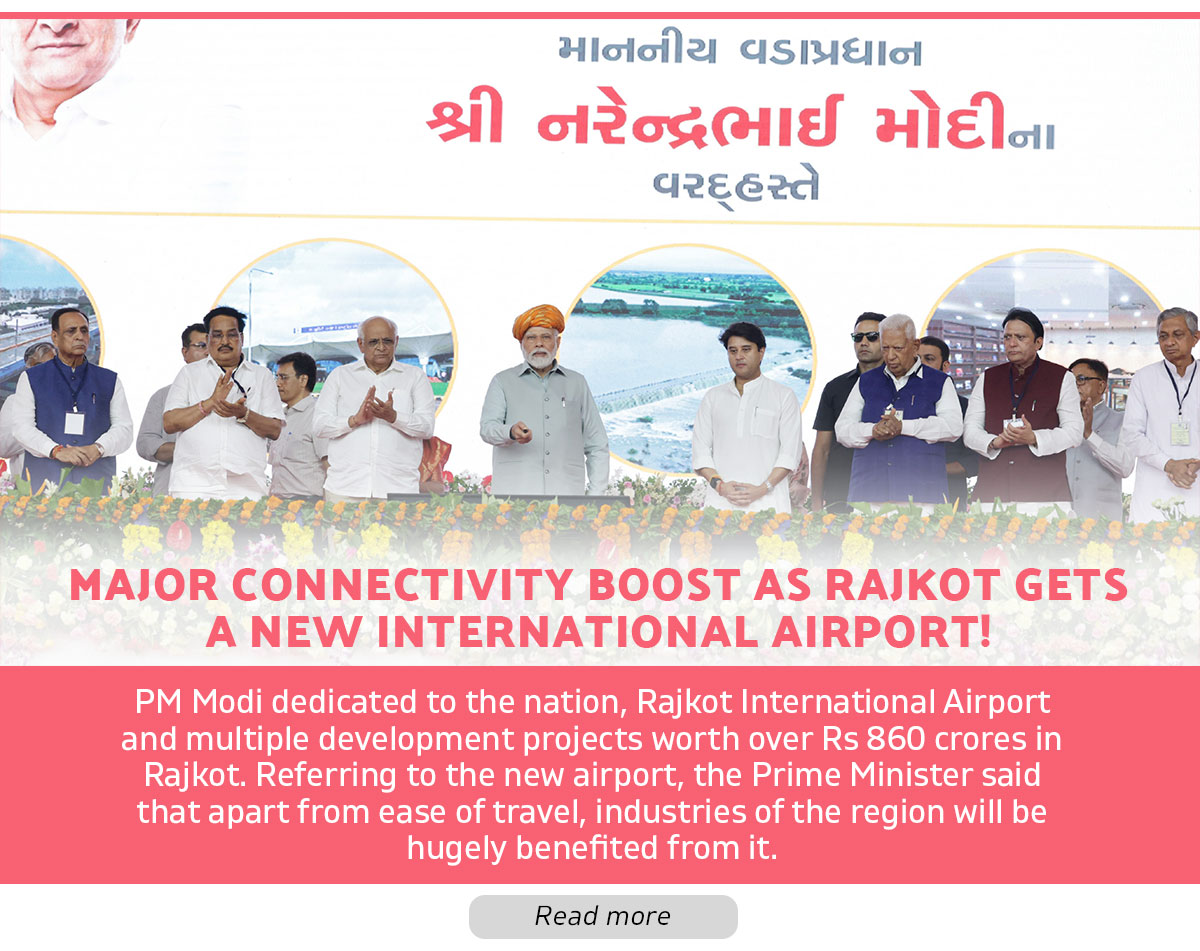 માનનીય વડાપ્રધાન
શ્રી નરેન્દ્રભાઈ મોદીના
વરદ્હસ્તે
MAJOR CONNECTIVITY BOOST AS RAJKOT GETS
A NEW INTERNATIONAL AIRPORT!
PM Modi dedicated to the nation, Rajkot International Airport
and multiple development projects worth over Rs 860 crores in
Rajkot. Referring to the new airport, the Prime Minister said
that apart from ease of travel, industries of the region will be
hugely benefited from it.
Read more